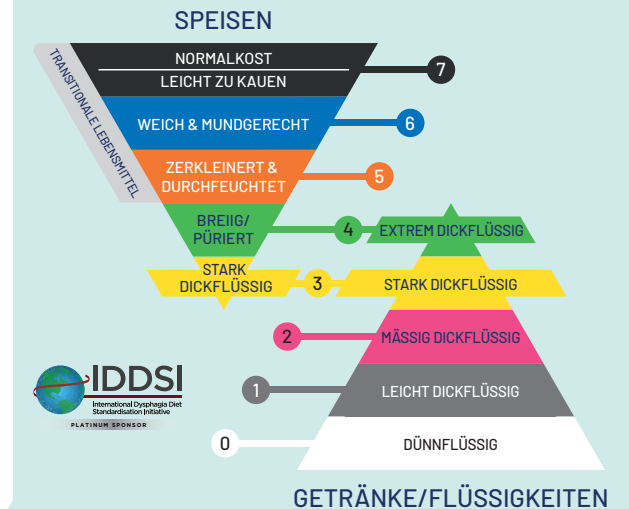 SPEISEN
NORMALKOST
LEICHT ZU KAUEN
7
TRANSITIONALE LEBENSMITTEL
WEICH & MUNDGERECHT
6
ZERKLEINERT &
DURCHFEUCHTET
5
BREIIG/
PÜRIERT
4
EXTREM DICKFLÜSSIG
STARK
DICKFLÜSSIG
3
STARK DICKFLÜSSIG
2
MÄSSIG DICKFLÜSSIG
IDDSI
International Dysphagia Diet
Standardisation Initiative
PLATINUM SPONSOR
1
LEICHT DICKFLÜSSIG
0
DÜNNFLÜSSIG
GETRÄNKE/FLÜSSIGKEITEN